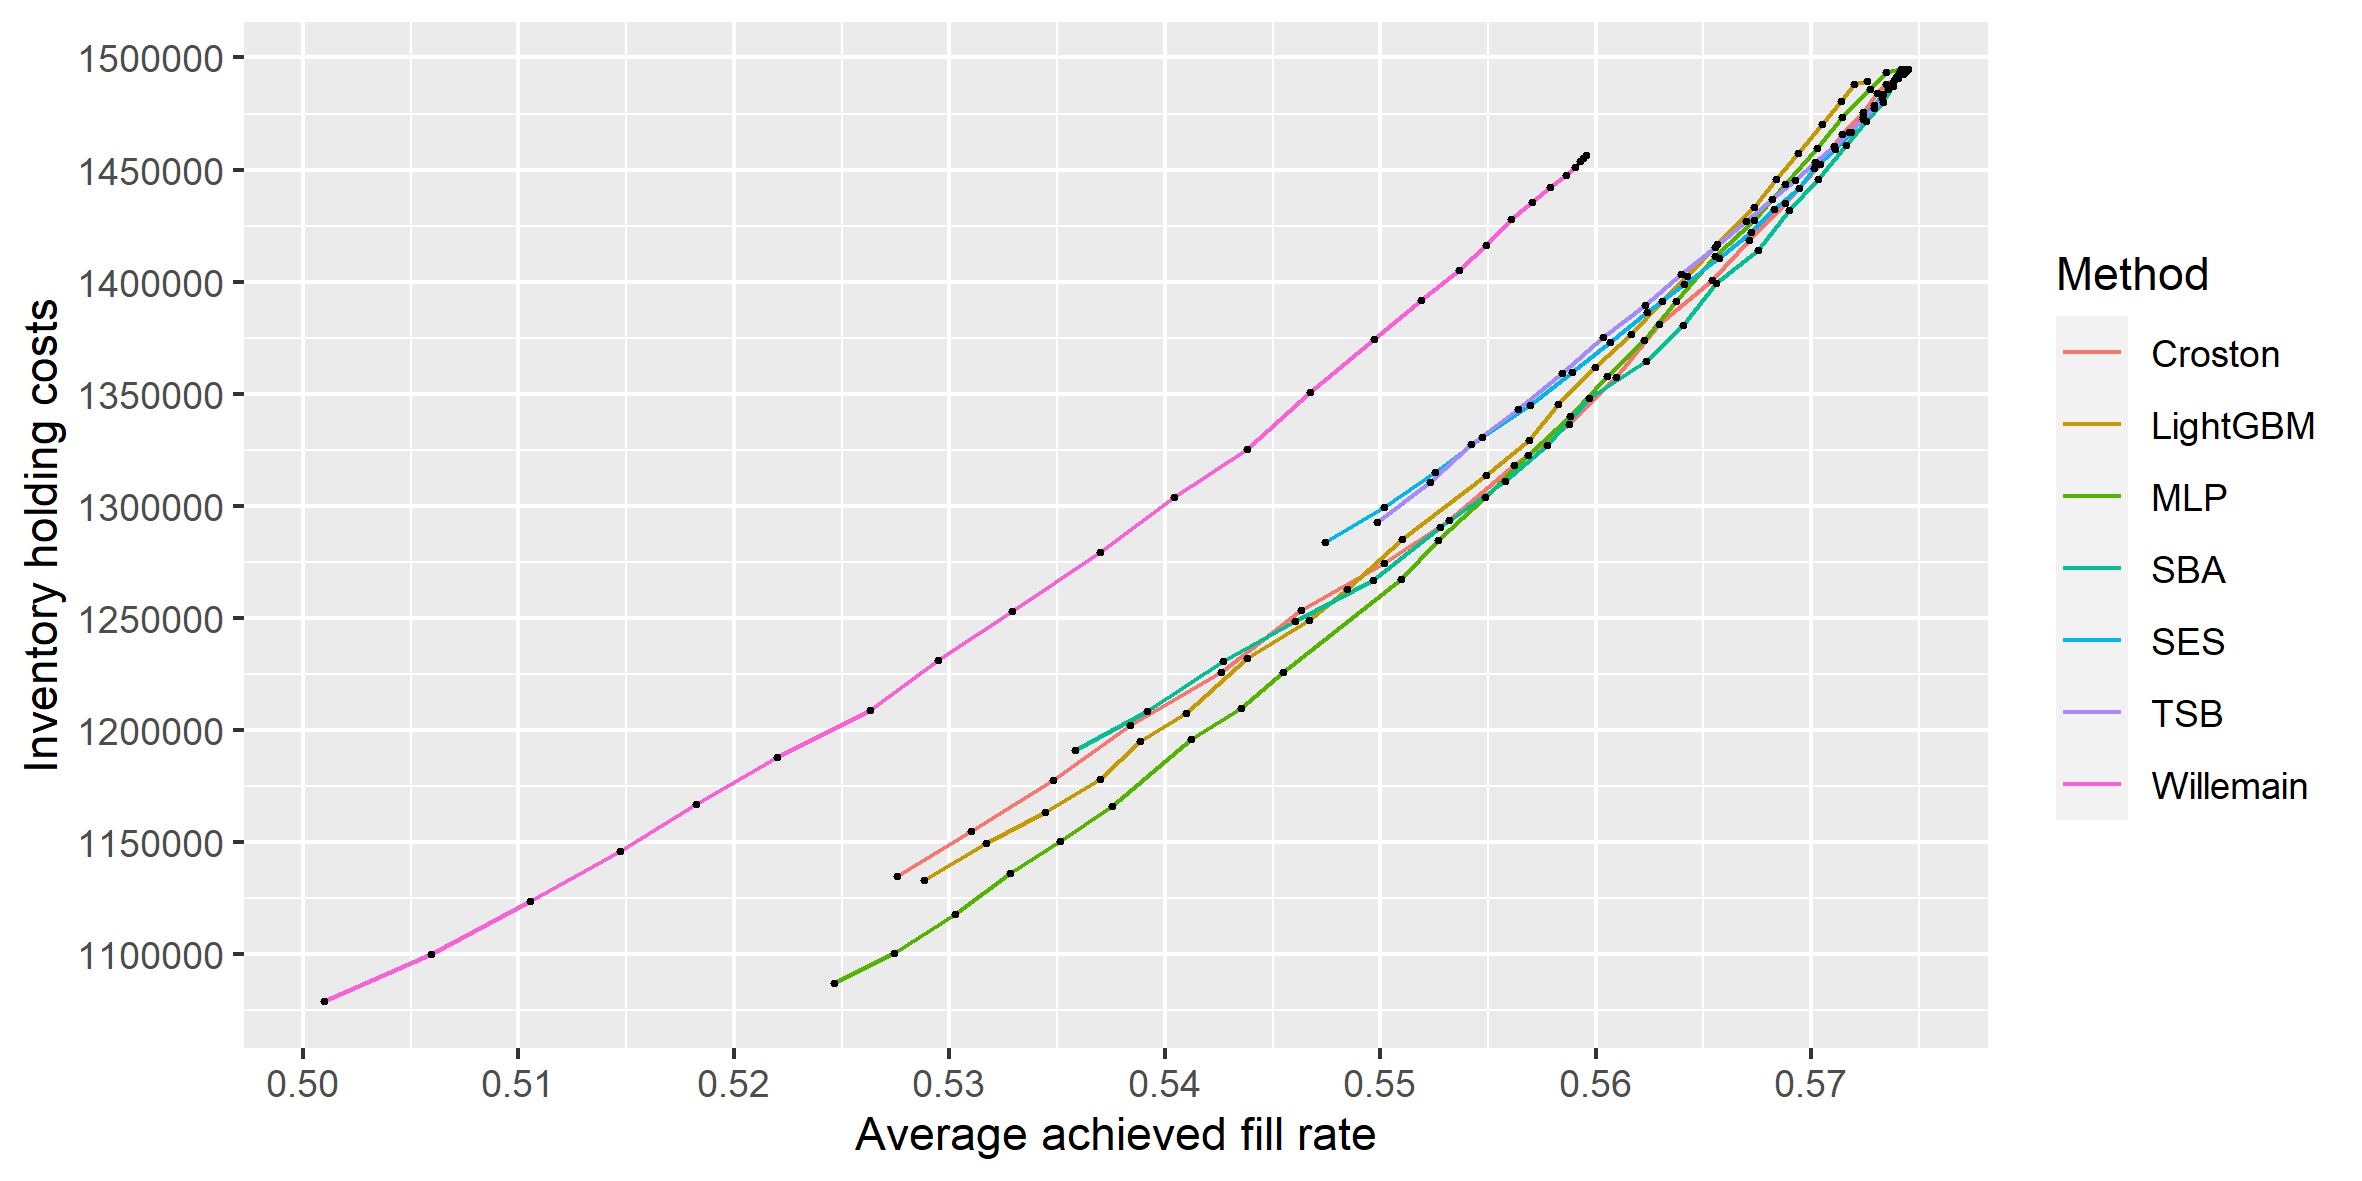 1500000
1450000
1400000
1350000
1300000
1250000
1200000
1150000
1100000
Inventory holding costs
0.50
0.51
0.52
0.53
0.54
0.55
0.56
0.57
Average achieved fill rate
Method
Croston
LightGBM
MLP
SBA
SES
TSB
Willemain